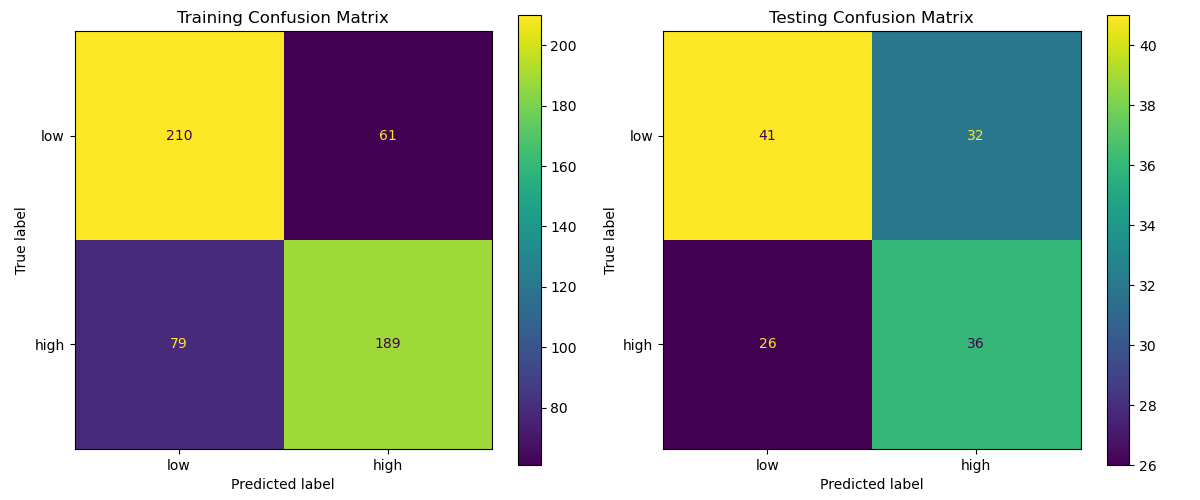 Training Confusion Matrix
low
high
210
61
79
189
low
high
True label
Predicted label
200
180
160
140
120
100
80
Testing Confusion Matrix
low
high
41
32
26
36
low
high
True label
Predicted label
40
38
36
34
32
30
28
26